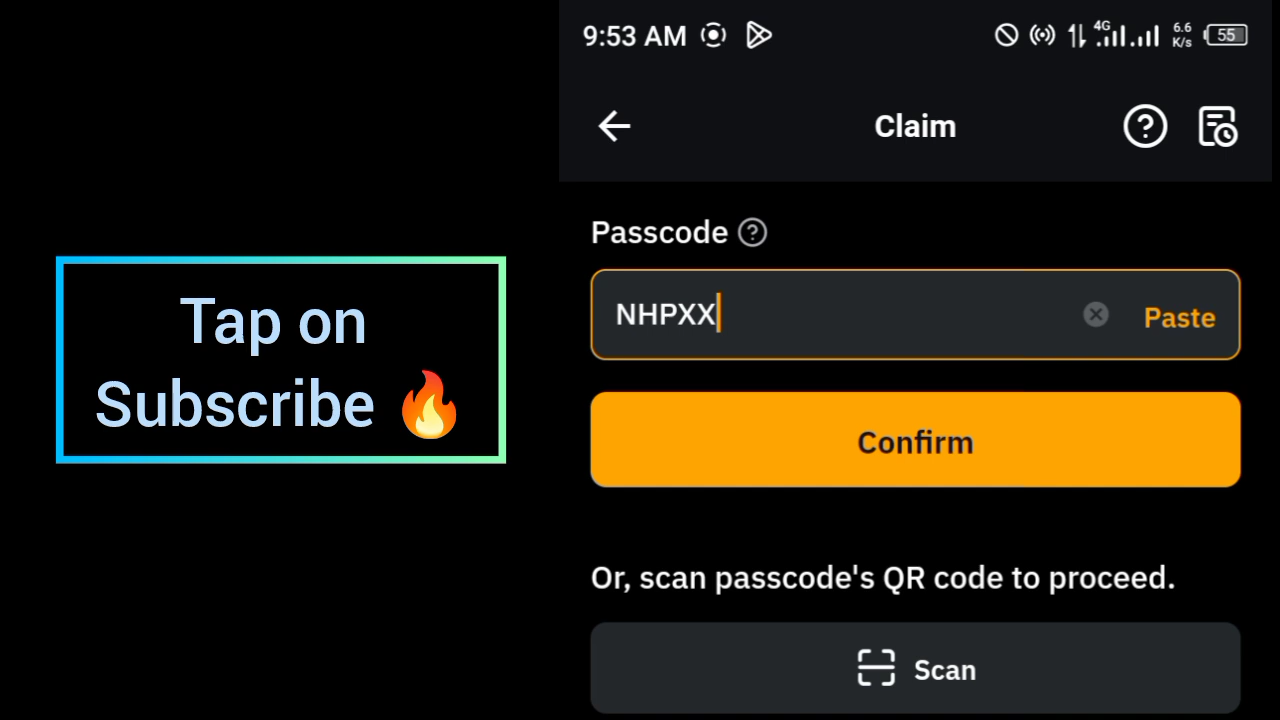 Tap on
Subscribe 🔥
9:53 AM 4G 6.6 K/s 55
Claim
Passcode
NHPXX
Paste
Confirm
Or, scan passcode's QR code to proceed.
Scan